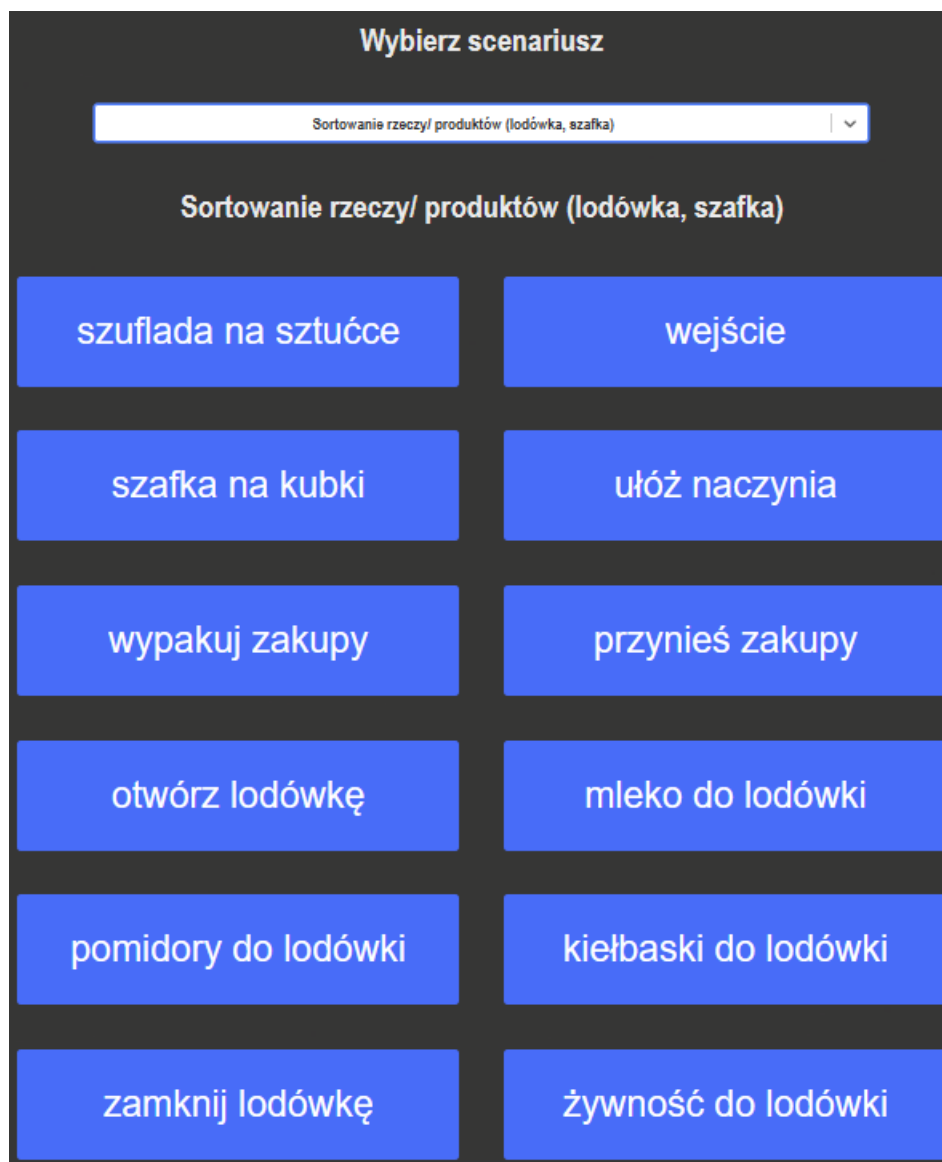 Wybierz scenariusz
Sortowanie rzeczy/ produktów (lodówka, szafka)
Sortowanie rzeczy/ produktów (lodówka, szafka)
szuflada na sztućce
wejście
szafka na kubki
ułóż naczynia
wypakuj zakupy
przynieś zakupy
otwórz lodówkę
mleko do lodówki
pomidory do lodówki
kiełbaski do lodówki
zamknij lodówkę
żywność do lodówki